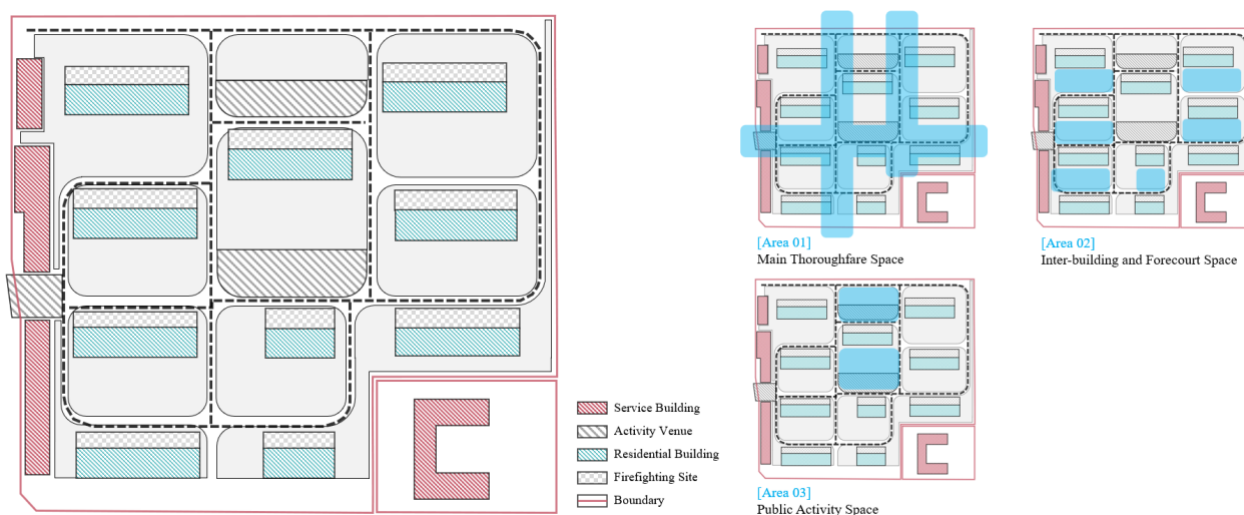 Service Building
Activity Venue
Residential Building
Firefighting Site
Boundary
[Area 01]
Main Thoroughfare Space
[Area 02]
Inter-building and Forecourt Space
[Area 03]
Public Activity Space